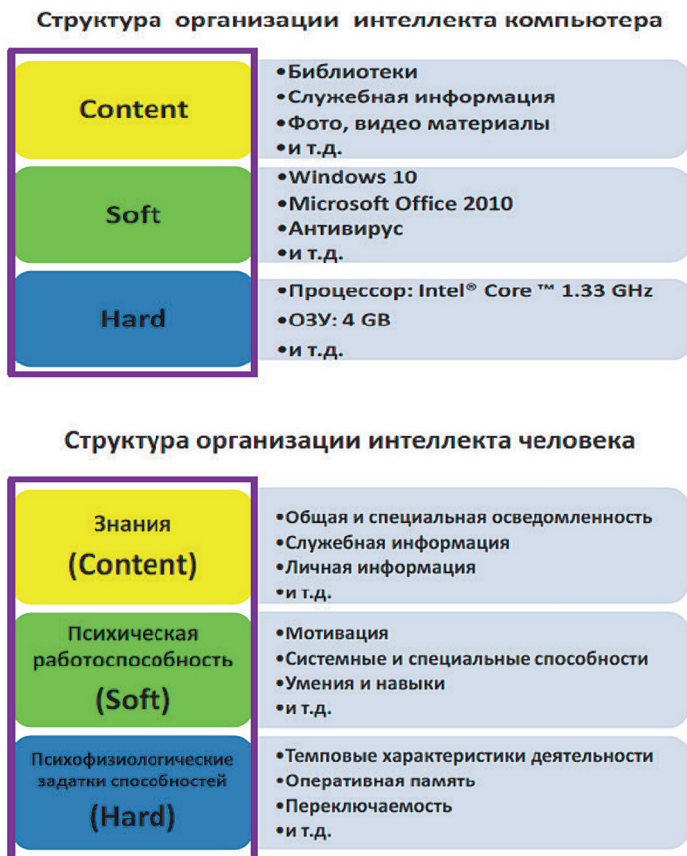 Структура организации интеллекта компьютера
Content
•Библиотеки
•Служебная информация
•Фото, видео материалы
•и т.д.
Soft
•Windows 10
•Microsoft Office 2010
•Антивирус
•и т.д.
Hard
•Процессор: Intel® Core ™ 1.33 GHz
•ОЗУ: 4 GB
•и т.д.
Структура организации интеллекта человека
Знания
(Content)
•Общая и специальная осведомленность
•Служебная информация
•Личная информация
•и т.д.
Психическая
работоспособность
(Soft)
•Мотивация
•Системные и специальные способности
•Умения и навыки
•и т.д.
Психофизиологические
задатки способностей
(Hard)
•Темповые характеристики деятельности
•Оперативная память
•Переключаемость
•и т.д.